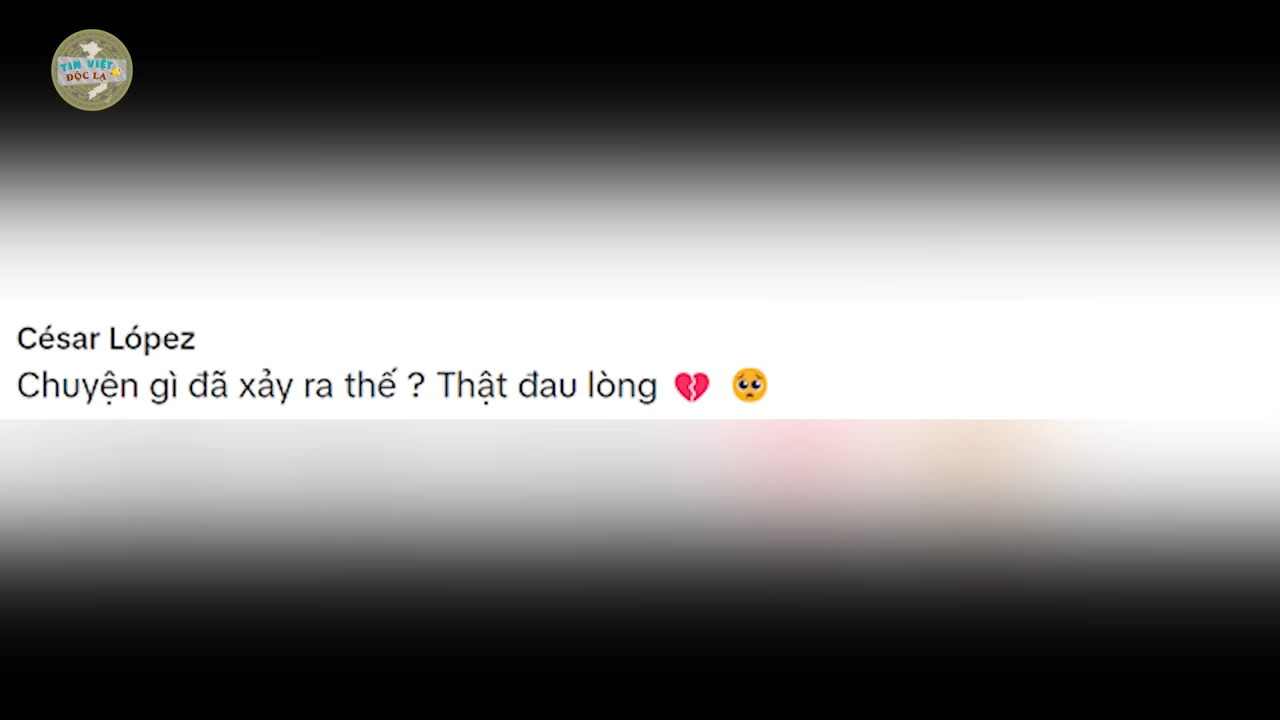 TIN VIỆT
ĐỘC LẠ
César López
Chuyện gì đã xảy ra thế ? Thật đau lòng 💔 🥺